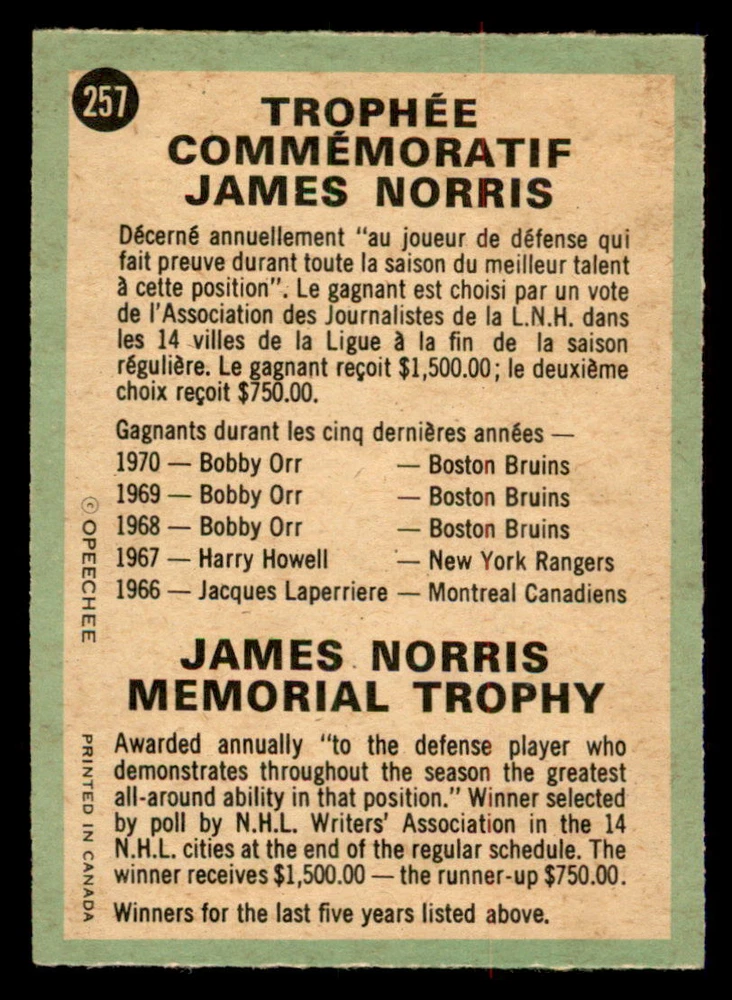 257
TROPHÉE
COMMÉMORATIF
JAMES NORRIS
Décerné annuellement "au joueur de défense qui
fait preuve durant toute la saison du meilleur talent
à cette position". Le gagnant est choisi par un vote
de l'Association des Journalistes de la L.N.H. dans
les 14 villes de la Ligue à la fin de la saison
régulière. Le gagnant reçoit $1,500.00; le deuxième
choix reçoit $750.00.
Gagnants durant les cinq dernières années —
1970 — Bobby Orr — Boston Bruins
1969 — Bobby Orr — Boston Bruins
1968 — Bobby Orr — Boston Bruins
1967 — Harry Howell — New York Rangers
1966 — Jacques Laperriere — Montreal Canadiens
© OPEECHEE
JAMES NORRIS
MEMORIAL TROPHY
Awarded annually "to the defense player who
demonstrates throughout the season the greatest
all-around ability in that position." Winner selected
by poll by N.H.L. Writers' Association in the 14
N.H.L. cities at the end of the regular schedule. The
winner receives $1,500.00 — the runner-up $750.00.
Winners for the last five years listed above.
PRINTED IN CANADA